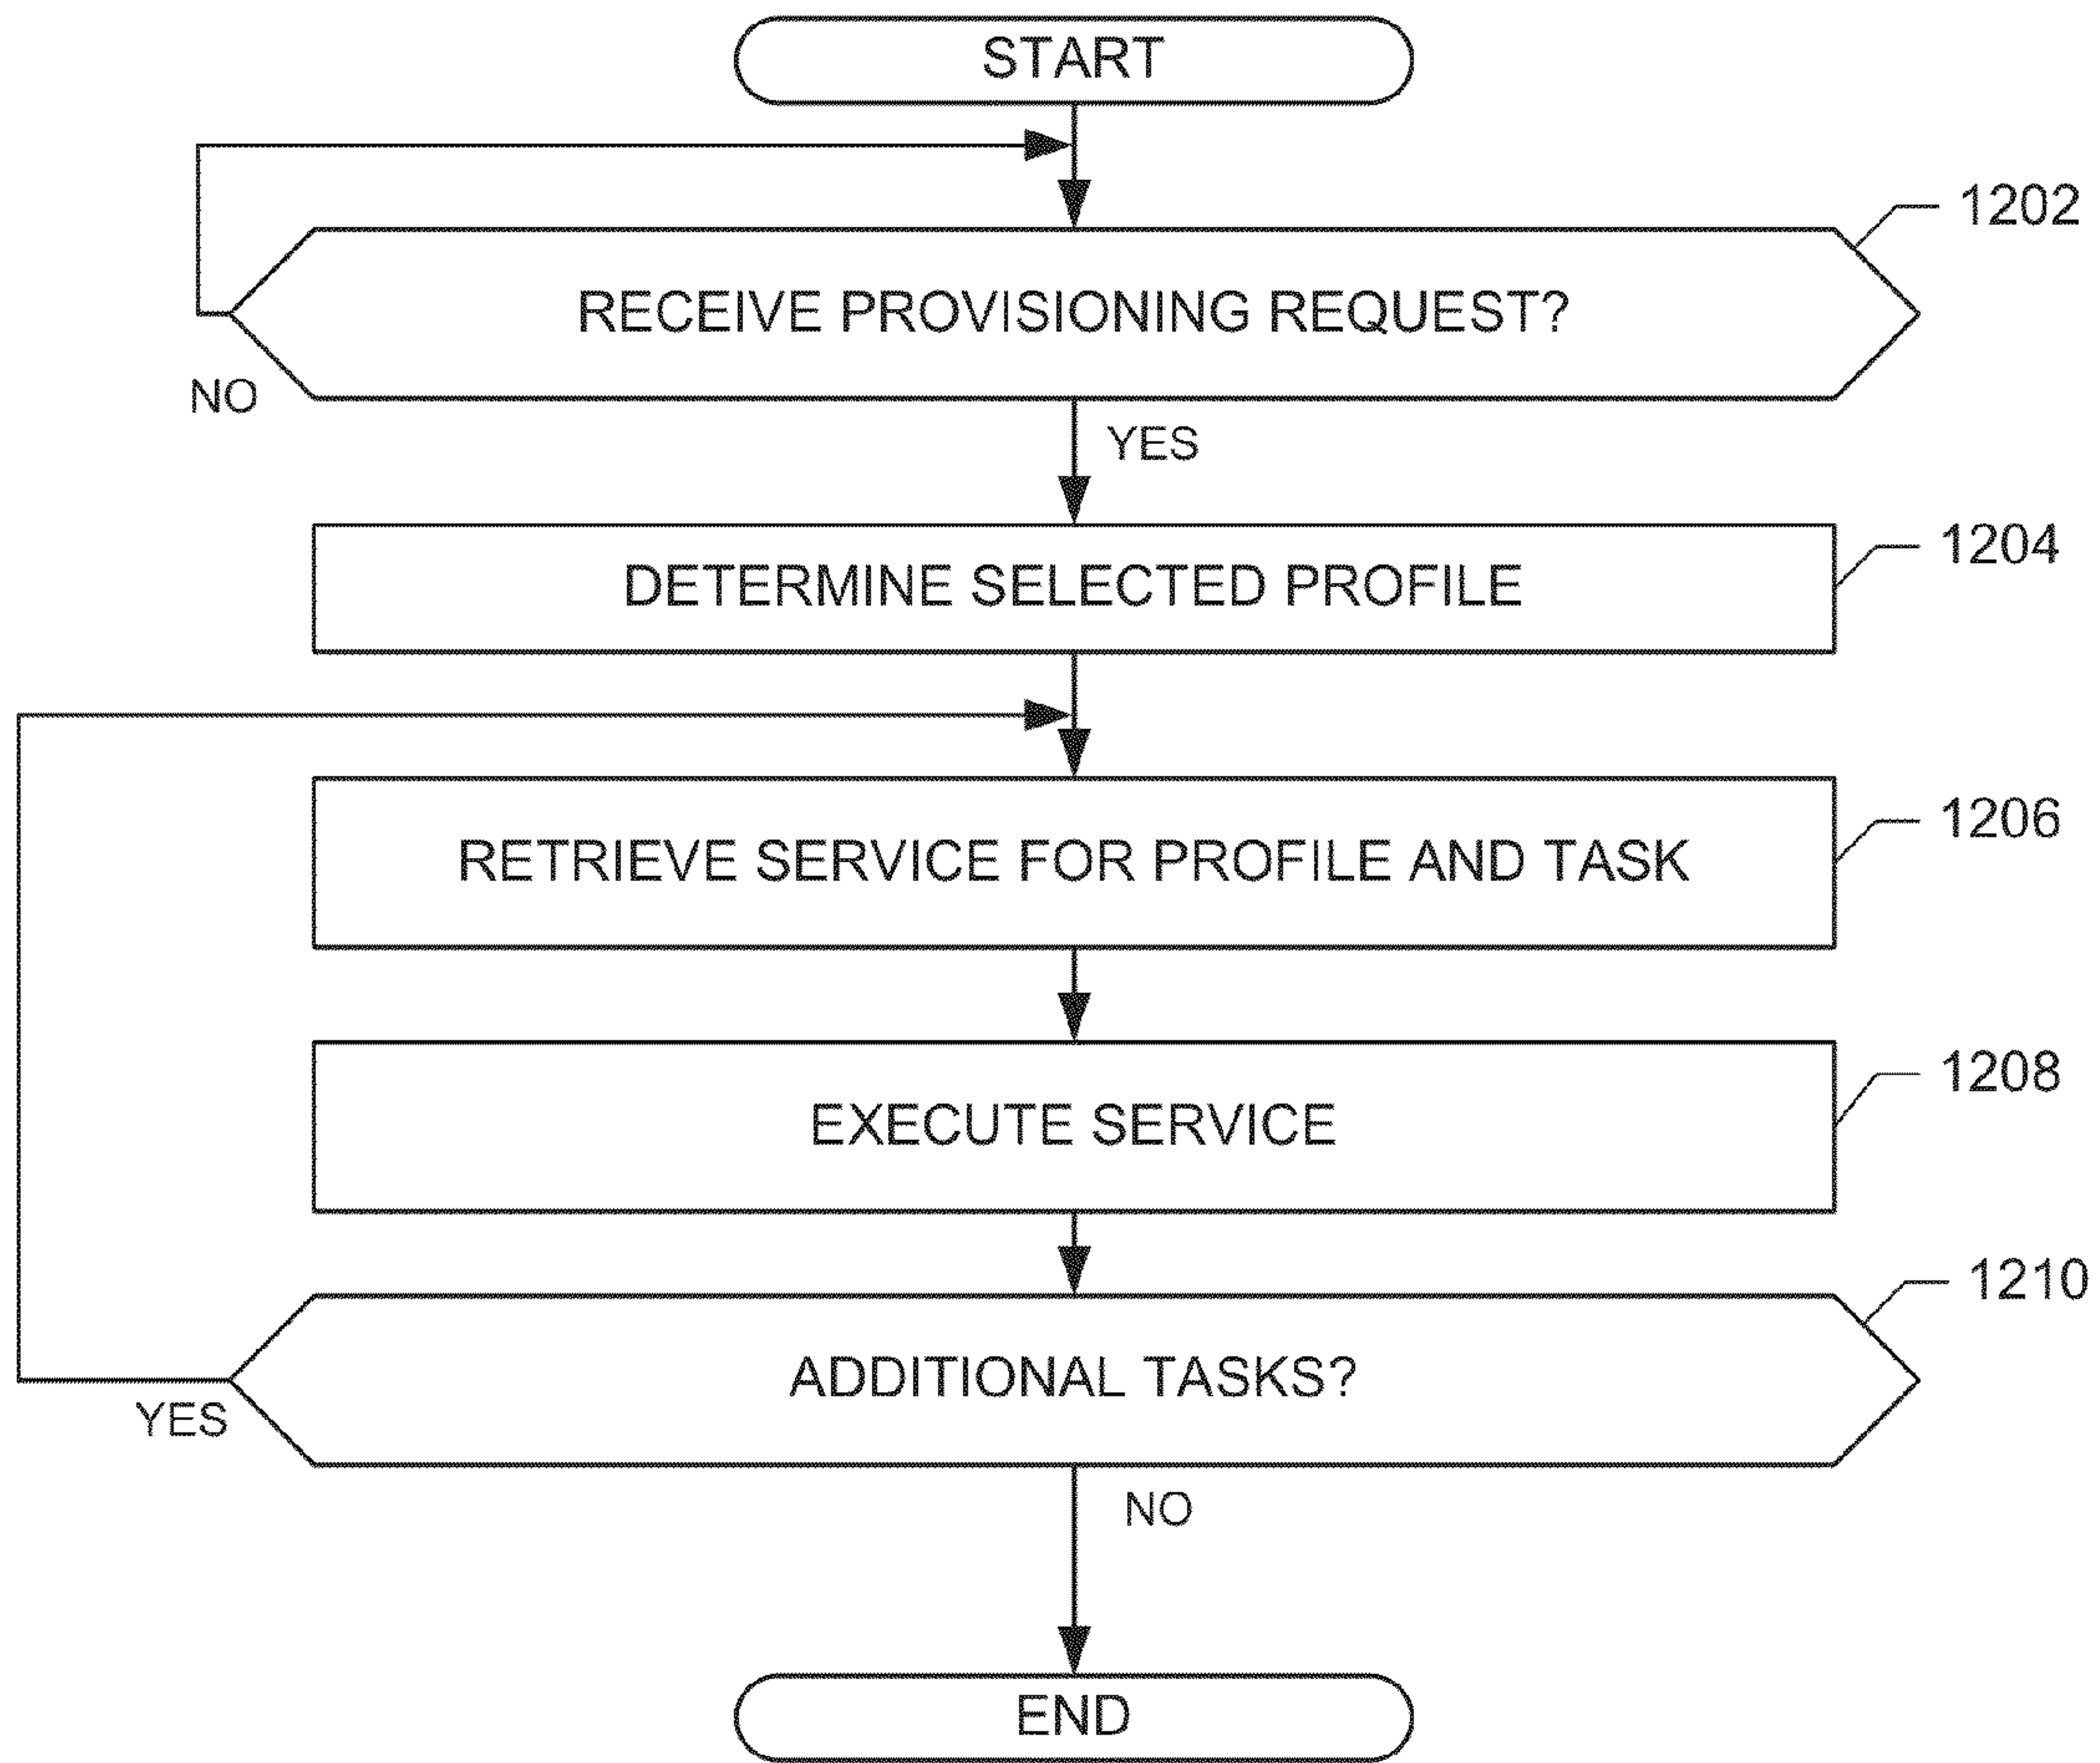 START
1202
RECEIVE PROVISIONING REQUEST?
NO
YES
1204
DETERMINE SELECTED PROFILE
1206
RETRIEVE SERVICE FOR PROFILE AND TASK
1208
EXECUTE SERVICE
1210
ADDITIONAL TASKS?
YES
NO
END